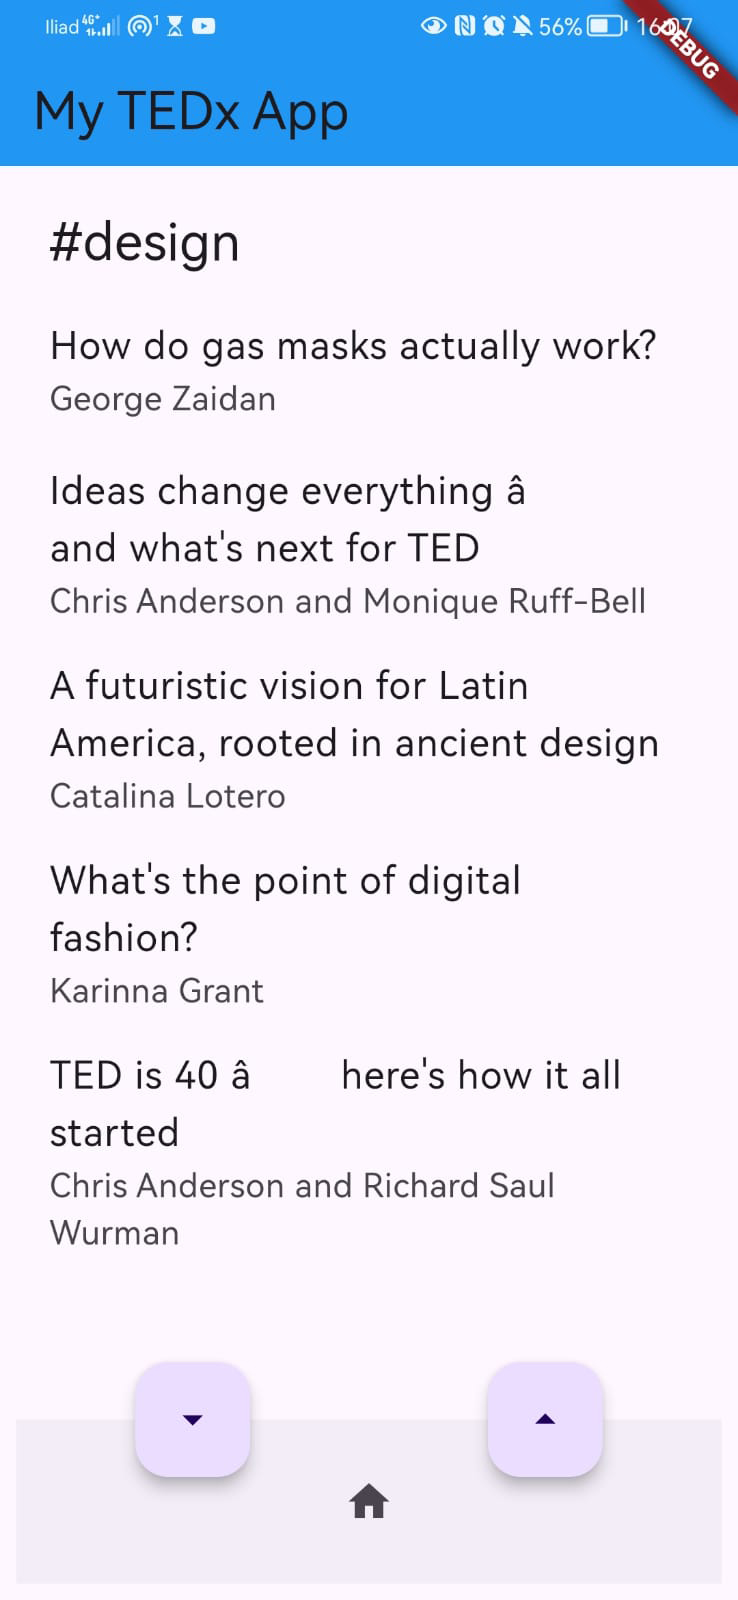 Iliad 4G+ 1 56% 16:07
DEBUG
My TEDx App
#design
How do gas masks actually work?
George Zaidan
Ideas change everything â
and what's next for TED
Chris Anderson and Monique Ruff-Bell
A futuristic vision for Latin
America, rooted in ancient design
Catalina Lotero
What's the point of digital
fashion?
Karinna Grant
TED is 40 â here's how it all
started
Chris Anderson and Richard Saul
Wurman